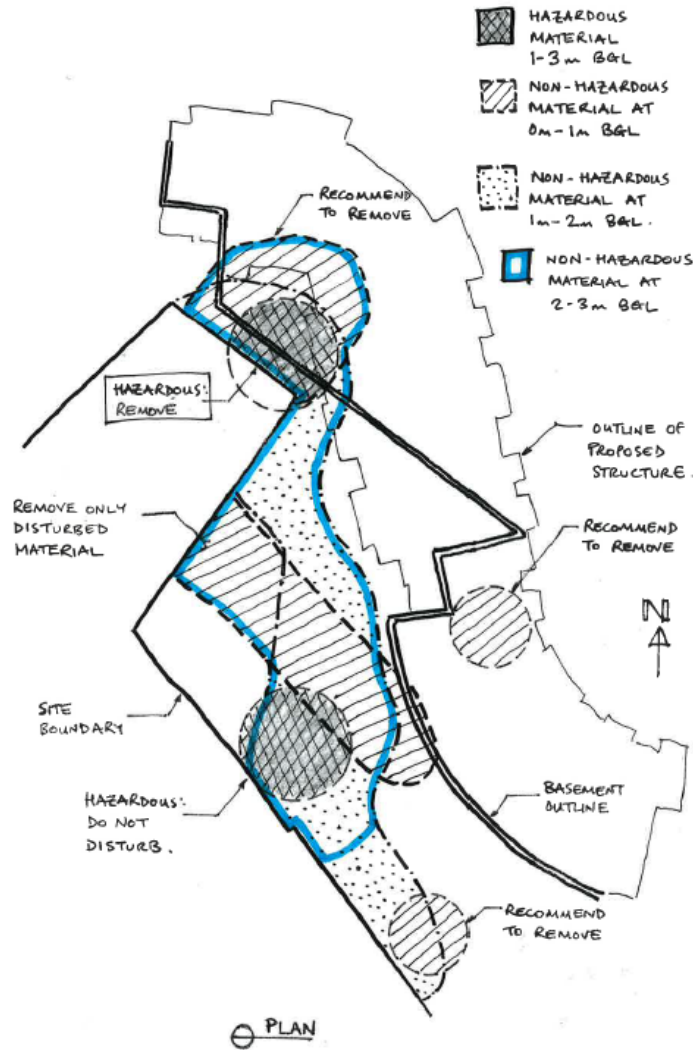 HAZARDOUS
MATERIAL
1-3m BGL
NON-HAZARDOUS
MATERIAL AT
0m-1m BGL
NON-HAZARDOUS
MATERIAL AT
1m-2m BGL.
NON-HAZARDOUS
MATERIAL AT
2-3m BGL
RECOMMEND
TO REMOVE
HAZARDOUS:
REMOVE
OUTLINE OF
PROPOSED
STRUCTURE.
REMOVE ONLY
DISTURBED
MATERIAL
RECOMMEND
TO REMOVE
N
SITE
BOUNDARY
HAZARDOUS:
DO NOT
DISTURB.
BASEMENT
OUTLINE
RECOMMEND
TO REMOVE
PLAN